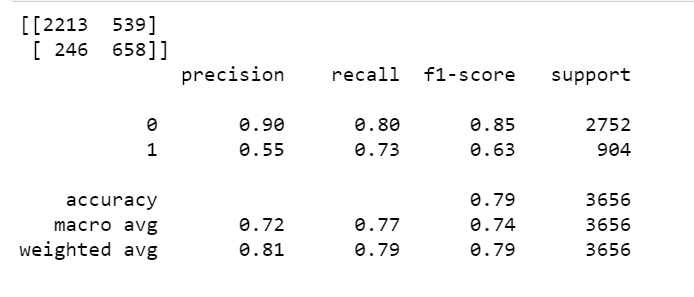 [[2213 539]
[ 246 658]]
precision recall f1-score support
0 0.90 0.80 0.85 2752
1 0.55 0.73 0.63 904
accuracy 0.79 3656
macro avg 0.72 0.77 0.74 3656
weighted avg 0.81 0.79 0.79 3656